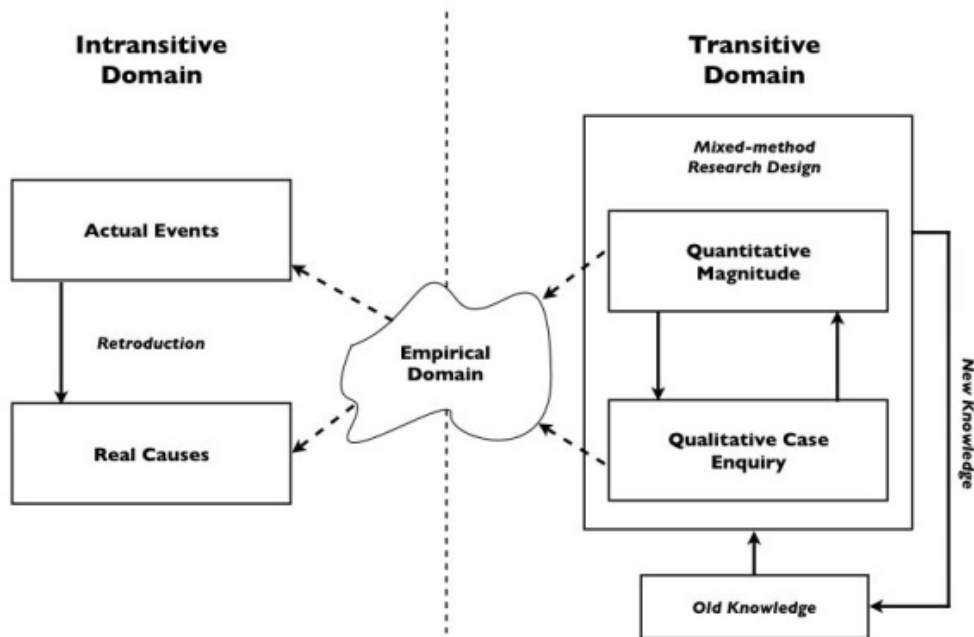 Intransitive
Domain
Transitive
Domain
Mixed-method
Research Design
Actual Events
Quantitative
Magnitude
Retroduction
Empirical
Domain
New Knowledge
Real Causes
Qualitative Case
Enquiry
Old Knowledge